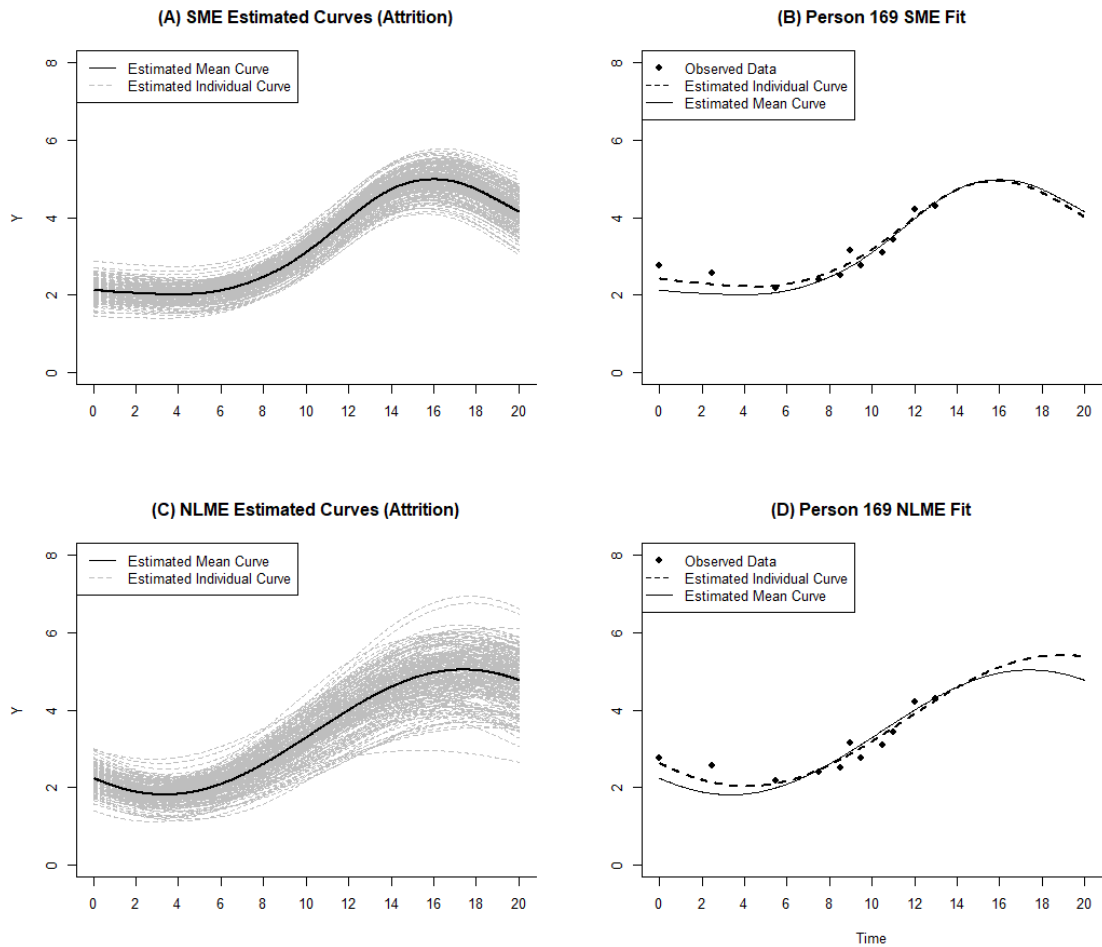 (A) SME Estimated Curves (Attrition)
Estimated Mean Curve
Estimated Individual Curve
Y
0
2
4
6
8
0 2 4 6 8 10 12 14 16 18 20
(B) Person 169 SME Fit
Observed Data
Estimated Individual Curve
Estimated Mean Curve
0
2
4
6
8
0 2 4 6 8 10 12 14 16 18 20
(C) NLME Estimated Curves (Attrition)
Estimated Mean Curve
Estimated Individual Curve
Y
0
2
4
6
8
0 2 4 6 8 10 12 14 16 18 20
(D) Person 169 NLME Fit
Observed Data
Estimated Individual Curve
Estimated Mean Curve
0
2
4
6
8
0 2 4 6 8 10 12 14 16 18 20
Time